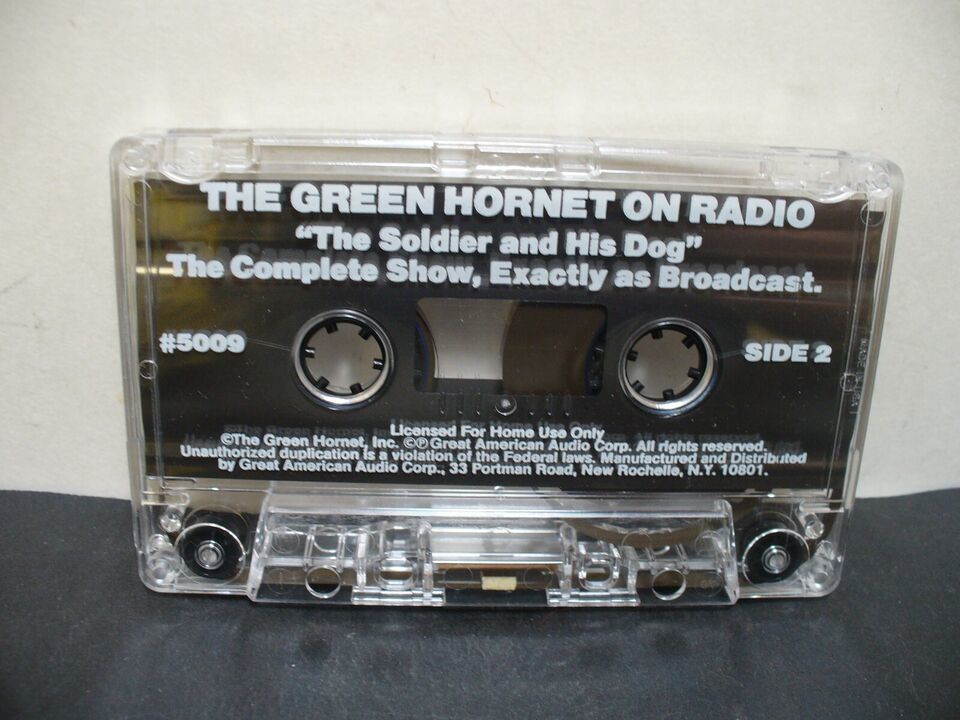 THE GREEN HORNET ON RADIO
“The Soldier and His Dog”
The Complete Show, Exactly as Broadcast.
#5009
SIDE 2
Licensed For Home Use Only
©The Green Hornet, Inc. ©℗ Great American Audio Corp. All rights reserved.
Unauthorized duplication is a violation of the Federal laws. Manufactured and Distributed
by Great American Audio Corp., 33 Portman Road, New Rochelle, N.Y. 10801.